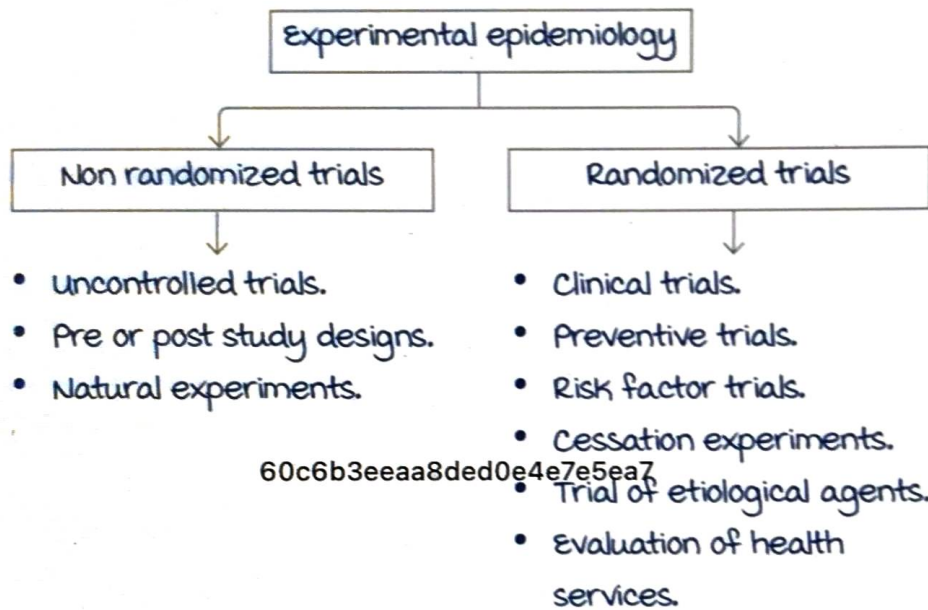 Experimental epidemiology
Non randomized trials
• Uncontrolled trials.
• Pre or post study designs.
• Natural experiments.
Randomized trials
• Clinical trials.
• Preventive trials.
• Risk factor trials.
• Cessation experiments.
• Trial of etiological agents.
• Evaluation of health
services.
60c6b3eeaa8ded0e4e7e5ea7